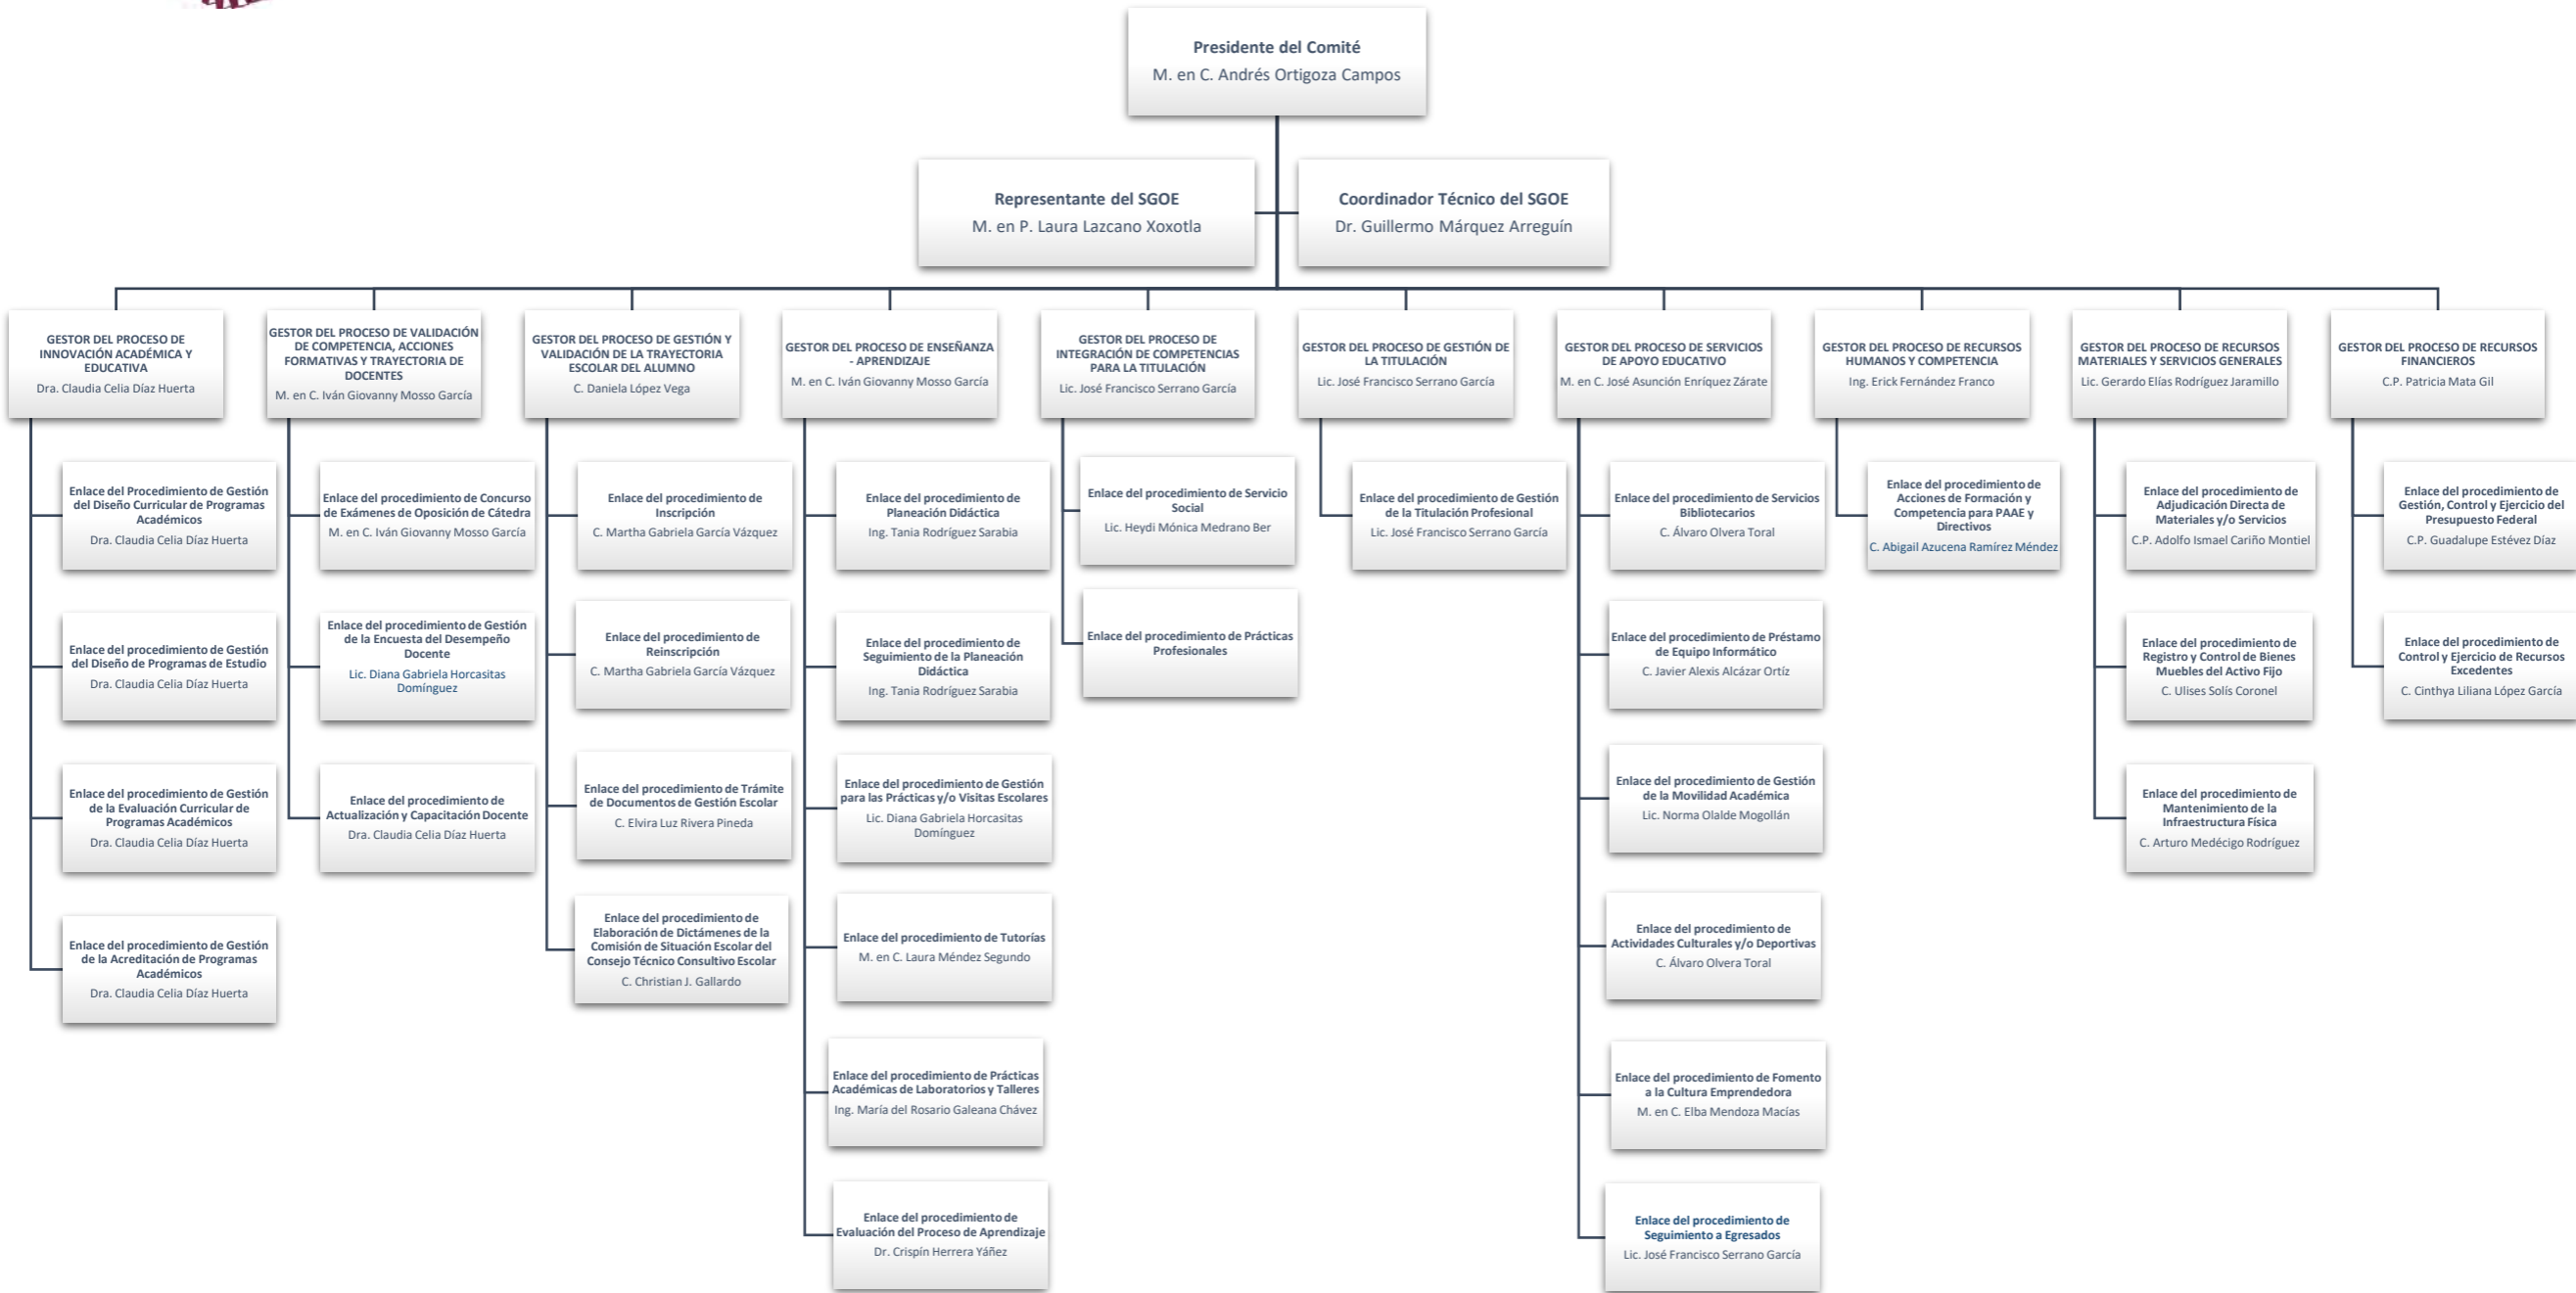 Presidente del Comité
M. en C. Andrés Ortigoza Campos
Representante del SGOE
M. en P. Laura Lazcano Xoxotla
Coordinador Técnico del SGOE
Dr. Guillermo Márquez Arreguín
GESTOR DEL PROCESO DE
INNOVACIÓN ACADÉMICA Y
EDUCATIVA
Dra. Claudia Celia Díaz Huerta
Enlace del Procedimiento de Gestión
del Diseño Curricular de Programas
Académicos
Dra. Claudia Celia Díaz Huerta
Enlace del procedimiento de Gestión
del Diseño de Programas de Estudio
Dra. Claudia Celia Díaz Huerta
Enlace del procedimiento de Gestión
de la Evaluación Curricular de
Programas Académicos
Dra. Claudia Celia Díaz Huerta
Enlace del procedimiento de Gestión
de la Acreditación de Programas
Académicos
Dra. Claudia Celia Díaz Huerta
GESTOR DEL PROCESO DE VALIDACIÓN
DE COMPETENCIA, ACCIONES
FORMATIVAS Y TRAYECTORIA DE
DOCENTES
M. en C. Iván Giovanny Mosso García
Enlace del procedimiento de Concurso
de Exámenes de Oposición de Cátedra
M. en C. Iván Giovanny Mosso García
Enlace del procedimiento de Gestión
de la Encuesta del Desempeño
Docente
Lic. Diana Gabriela Horcasitas
Domínguez
Enlace del procedimiento de
Actualización y Capacitación Docente
Dra. Claudia Celia Díaz Huerta
GESTOR DEL PROCESO DE GESTIÓN Y
VALIDACIÓN DE LA TRAYECTORIA
ESCOLAR DEL ALUMNO
C. Daniela López Vega
Enlace del procedimiento de
Inscripción
C. Martha Gabriela García Vázquez
Enlace del procedimiento de
Reinscripción
C. Martha Gabriela García Vázquez
Enlace del procedimiento de Trámite
de Documentos de Gestión Escolar
C. Elvira Luz Rivera Pineda
Enlace del procedimiento de
Elaboración de Dictámenes de la
Comisión de Situación Escolar del
Consejo Técnico Consultivo Escolar
C. Christian J. Gallardo
GESTOR DEL PROCESO DE ENSEÑANZA
- APRENDIZAJE
M. en C. Iván Giovanny Mosso García
Enlace del procedimiento de
Planeación Didáctica
Ing. Tania Rodríguez Sarabia
Enlace del procedimiento de
Seguimiento de la Planeación
Didáctica
Ing. Tania Rodríguez Sarabia
Enlace del procedimiento de Gestión
para las Prácticas y/o Visitas Escolares
Lic. Diana Gabriela Horcasitas
Domínguez
Enlace del procedimiento de Tutorías
M. en C. Laura Méndez Segundo
Enlace del procedimiento de Prácticas
Académicas de Laboratorios y Talleres
Ing. María del Rosario Galeana Chávez
Enlace del procedimiento de
Evaluación del Proceso de Aprendizaje
Dr. Crispín Herrera Yáñez
GESTOR DEL PROCESO DE
INTEGRACIÓN DE COMPETENCIAS
PARA LA TITULACIÓN
Lic. José Francisco Serrano García
Enlace del procedimiento de Servicio
Social
Lic. Heydi Mónica Medrano Ber
Enlace del procedimiento de Prácticas
Profesionales
GESTOR DEL PROCESO DE GESTIÓN DE
LA TITULACIÓN
Lic. José Francisco Serrano García
Enlace del procedimiento de Gestión
de la Titulación Profesional
Lic. José Francisco Serrano García
GESTOR DEL PROCESO DE SERVICIOS
DE APOYO EDUCATIVO
M. en C. José Asunción Enríquez Zárate
Enlace del procedimiento de Servicios
Bibliotecarios
C. Álvaro Olvera Toral
Enlace del procedimiento de Préstamo
de Equipo Informático
C. Javier Alexis Alcázar Ortíz
Enlace del procedimiento de Gestión
de la Movilidad Académica
Lic. Norma Olalde Mogollán
Enlace del procedimiento de
Actividades Culturales y/o Deportivas
C. Álvaro Olvera Toral
Enlace del procedimiento de Fomento
a la Cultura Emprendedora
M. en C. Elba Mendoza Macías
Enlace del procedimiento de
Seguimiento a Egresados
Lic. José Francisco Serrano García
GESTOR DEL PROCESO DE RECURSOS
HUMANOS Y COMPETENCIA
Ing. Erick Fernández Franco
Enlace del procedimiento de
Acciones de Formación y
Competencia para PAAE y
Directivos
C. Abigail Azucena Ramírez Méndez
GESTOR DEL PROCESO DE RECURSOS
MATERIALES Y SERVICIOS GENERALES
Lic. Gerardo Elías Rodríguez Jaramillo
Enlace del procedimiento de
Adjudicación Directa de
Materiales y/o Servicios
C.P. Adolfo Ismael Cariño Montiel
Enlace del procedimiento de
Registro y Control de Bienes
Muebles del Activo Fijo
C. Ulises Solís Coronel
Enlace del procedimiento de
Mantenimiento de la
Infraestructura Física
C. Arturo Medécigo Rodríguez
GESTOR DEL PROCESO DE RECURSOS
FINANCIEROS
C.P. Patricia Mata Gil
Enlace del procedimiento de
Gestión, Control y Ejercicio del
Presupuesto Federal
C.P. Guadalupe Estévez Díaz
Enlace del procedimiento de
Control y Ejercicio de Recursos
Excedentes
C. Cinthya Liliana López García